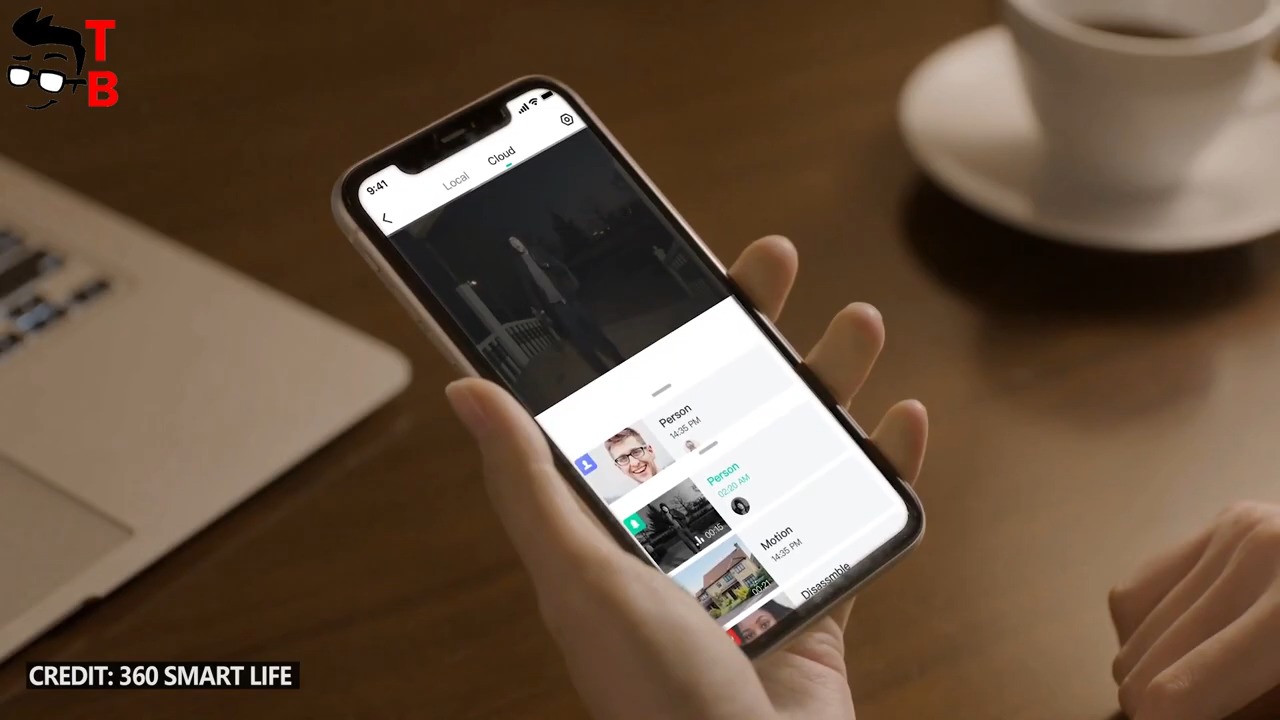 T
B
9:41
Local
Cloud
Person
14:35 PM
Person
02:20 AM
00:15
Motion
14:35 PM
00:21
Disassmble
CREDIT: 360 SMART LIFE